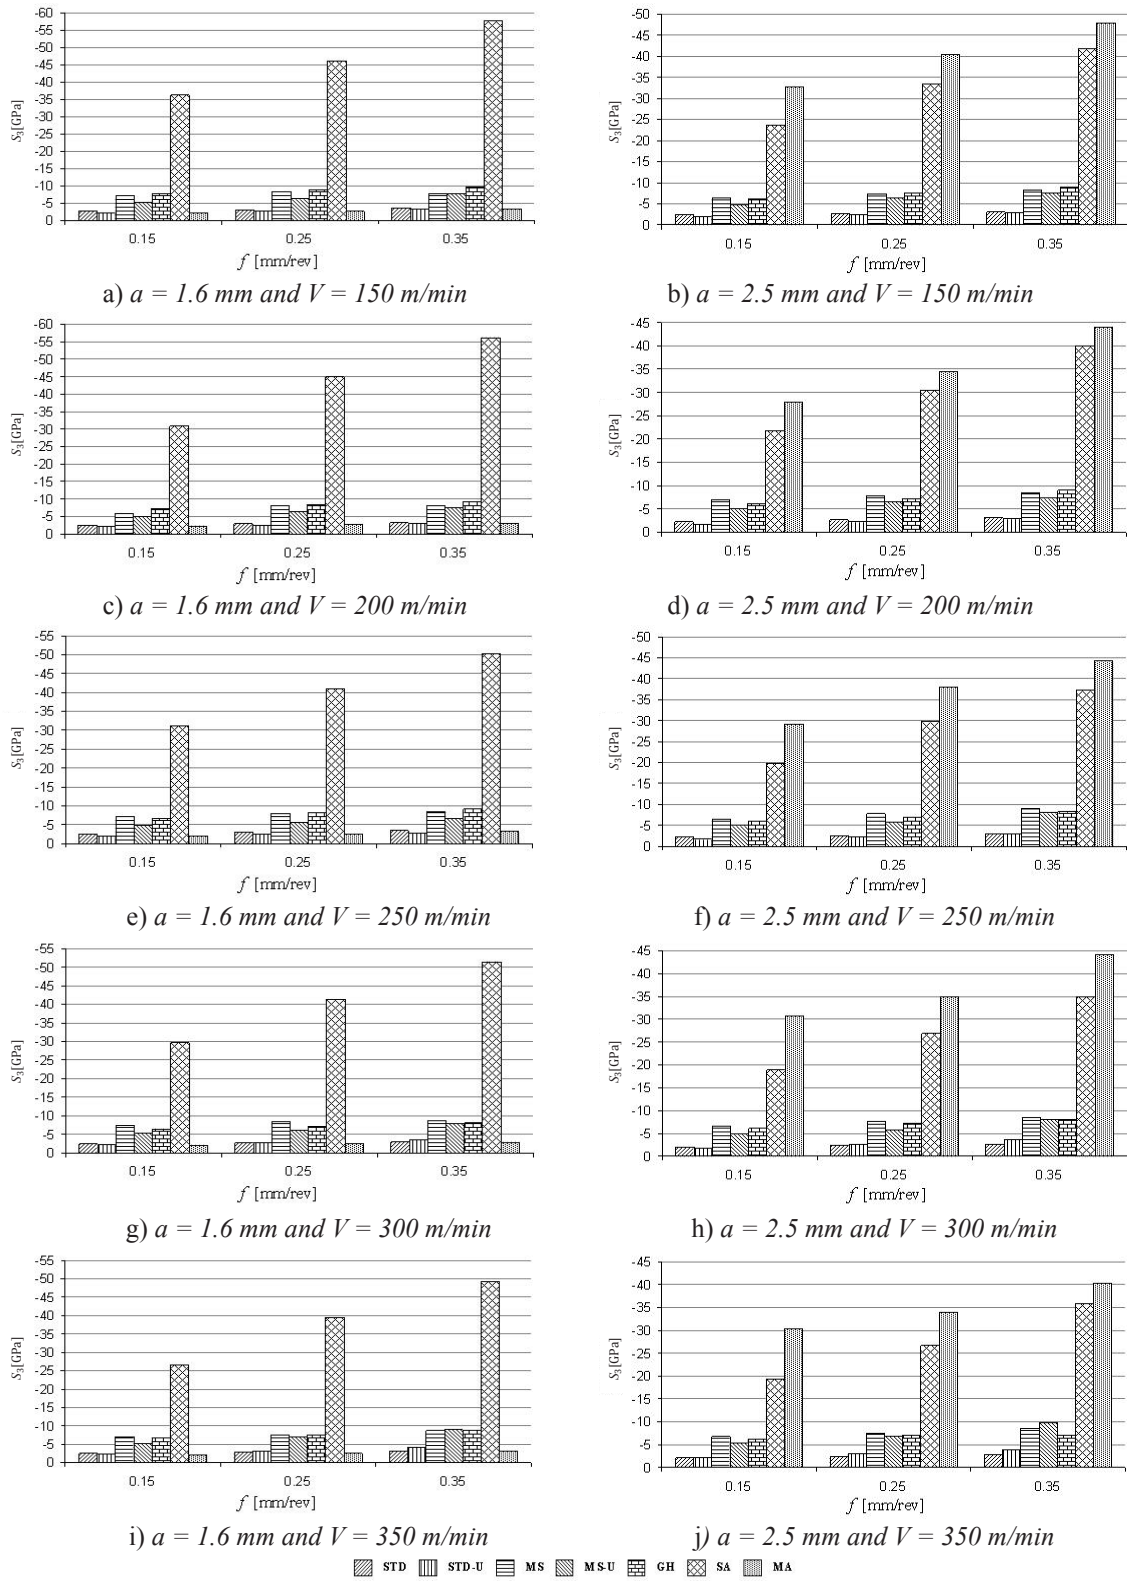 -60
-55
-50
-45
-40
-35
-30
-25
-20
-15
-10
-5
0
S3[GPa]
0.15 0.25 0.35
f [mm/rev]
a) a = 1.6 mm and V = 150 m/min
-50
-45
-40
-35
-30
-25
-20
-15
-10
-5
0
S3[GPa]
0.15 0.25 0.35
f [mm/rev]
b) a = 2.5 mm and V = 150 m/min
-60
-55
-50
-45
-40
-35
-30
-25
-20
-15
-10
-5
0
S3[GPa]
0.15 0.25 0.35
f [mm/rev]
c) a = 1.6 mm and V = 200 m/min
-45
-40
-35
-30
-25
-20
-15
-10
-5
0
S3[GPa]
0.15 0.25 0.35
f [mm/rev]
d) a = 2.5 mm and V = 200 m/min
-55
-50
-45
-40
-35
-30
-25
-20
-15
-10
-5
0
S3[GPa]
0.15 0.25 0.35
f [mm/rev]
e) a = 1.6 mm and V = 250 m/min
-50
-45
-40
-35
-30
-25
-20
-15
-10
-5
0
S3[GPa]
0.15 0.25 0.35
f [mm/rev]
f) a = 2.5 mm and V = 250 m/min
-55
-50
-45
-40
-35
-30
-25
-20
-15
-10
-5
0
S3[GPa]
0.15 0.25 0.35
f [mm/rev]
g) a = 1.6 mm and V = 300 m/min
-45
-40
-35
-30
-25
-20
-15
-10
-5
0
S3[GPa]
0.15 0.25 0.35
f [mm/rev]
h) a = 2.5 mm and V = 300 m/min
-55
-50
-45
-40
-35
-30
-25
-20
-15
-10
-5
0
S3[GPa]
0.15 0.25 0.35
f [mm/rev]
i) a = 1.6 mm and V = 350 m/min
-45
-40
-35
-30
-25
-20
-15
-10
-5
0
S3[GPa]
0.15 0.25 0.35
f [mm/rev]
j) a = 2.5 mm and V = 350 m/min
STD STD-U MS MS-U GH SA MA